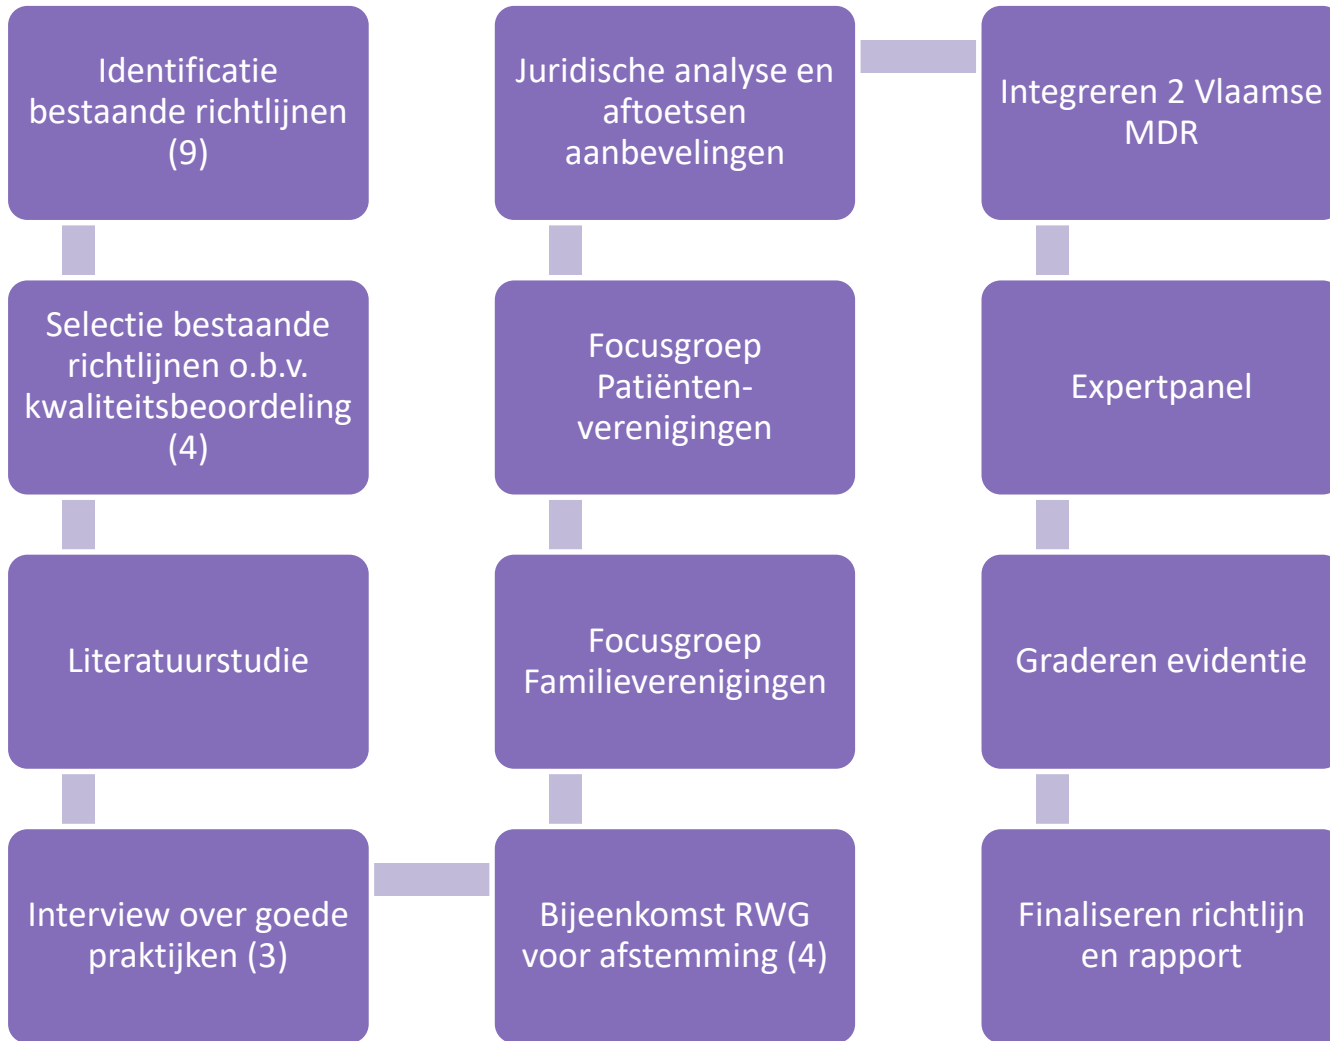 Identificatie
bestaande richtlijnen
(9)
Selectie bestaande
richtlijnen o.b.v.
kwaliteitsbeoordeling
(4)
Literatuurstudie
Interview over goede
praktijken (3)
Bijeenkomst RWG
voor afstemming (4)
Focusgroep
Familieverenigingen
Focusgroep
Patiënten-
verenigingen
Juridische analyse en
aftoetsen
aanbevelingen
Integreren 2 Vlaamse
MDR
Expertpanel
Graderen evidentie
Finaliseren richtlijn
en rapport